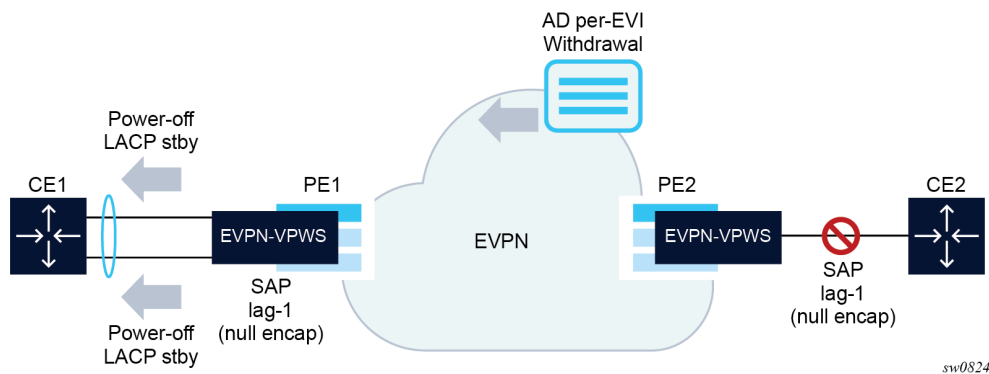 AD per-EVI
Withdrawal
Power-off
LACP stby
CE1
PE1
PE2
CE2
EVPN-VPWS
EVPN
EVPN-VPWS
SAP
lag-1
(null encap)
SAP
lag-1
(null encap)
Power-off
LACP stby
sw0824